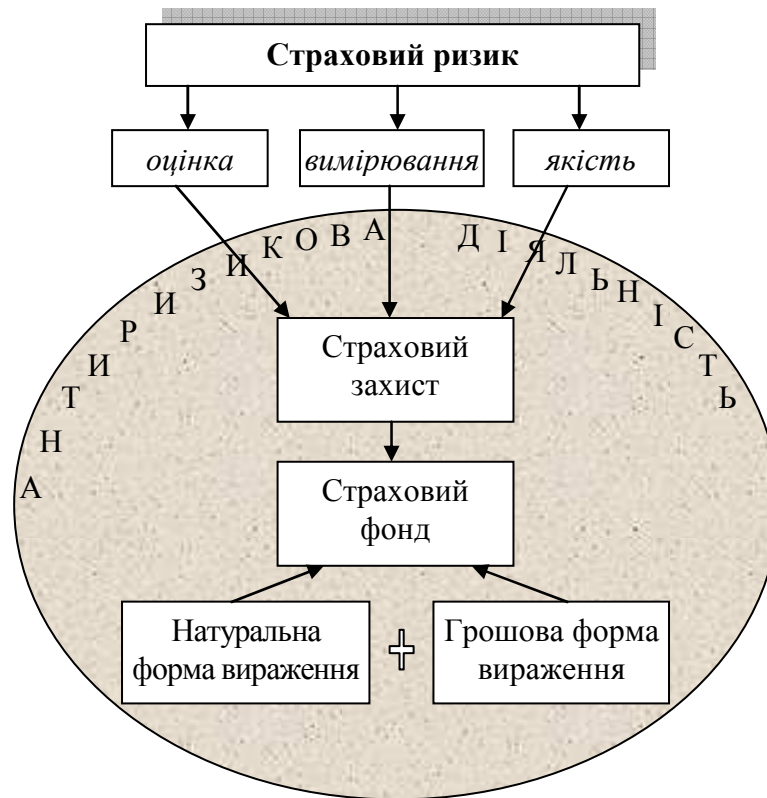 Страховий ризик
оцінка
вимірювання
якість
АНТИРИЗИКОВА ДІЯЛЬНІСТЬ
Страховий
захист
Страховий
фонд
Натуральна
форма вираження
Грошова форма
вираження